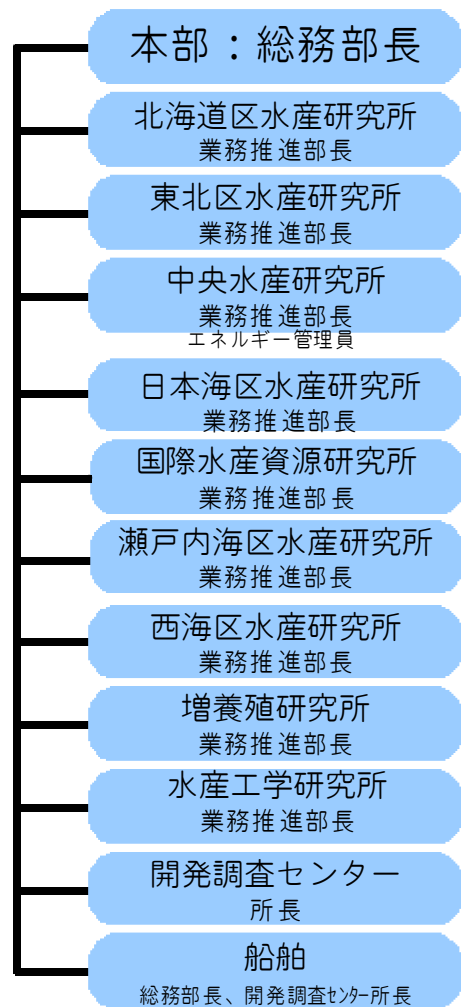 本部：総務部長
北海道区水産研究所
業務推進部長
東北区水産研究所
業務推進部長
中央水産研究所
業務推進部長
エネルギー管理員
日本海区水産研究所
業務推進部長
国際水産資源研究所
業務推進部長
瀬戸内海区水産研究所
業務推進部長
西海区水産研究所
業務推進部長
増養殖研究所
業務推進部長
水産工学研究所
業務推進部長
開発調査センター
所長
船舶
総務部長、開発調査ｾﾝﾀｰ所長